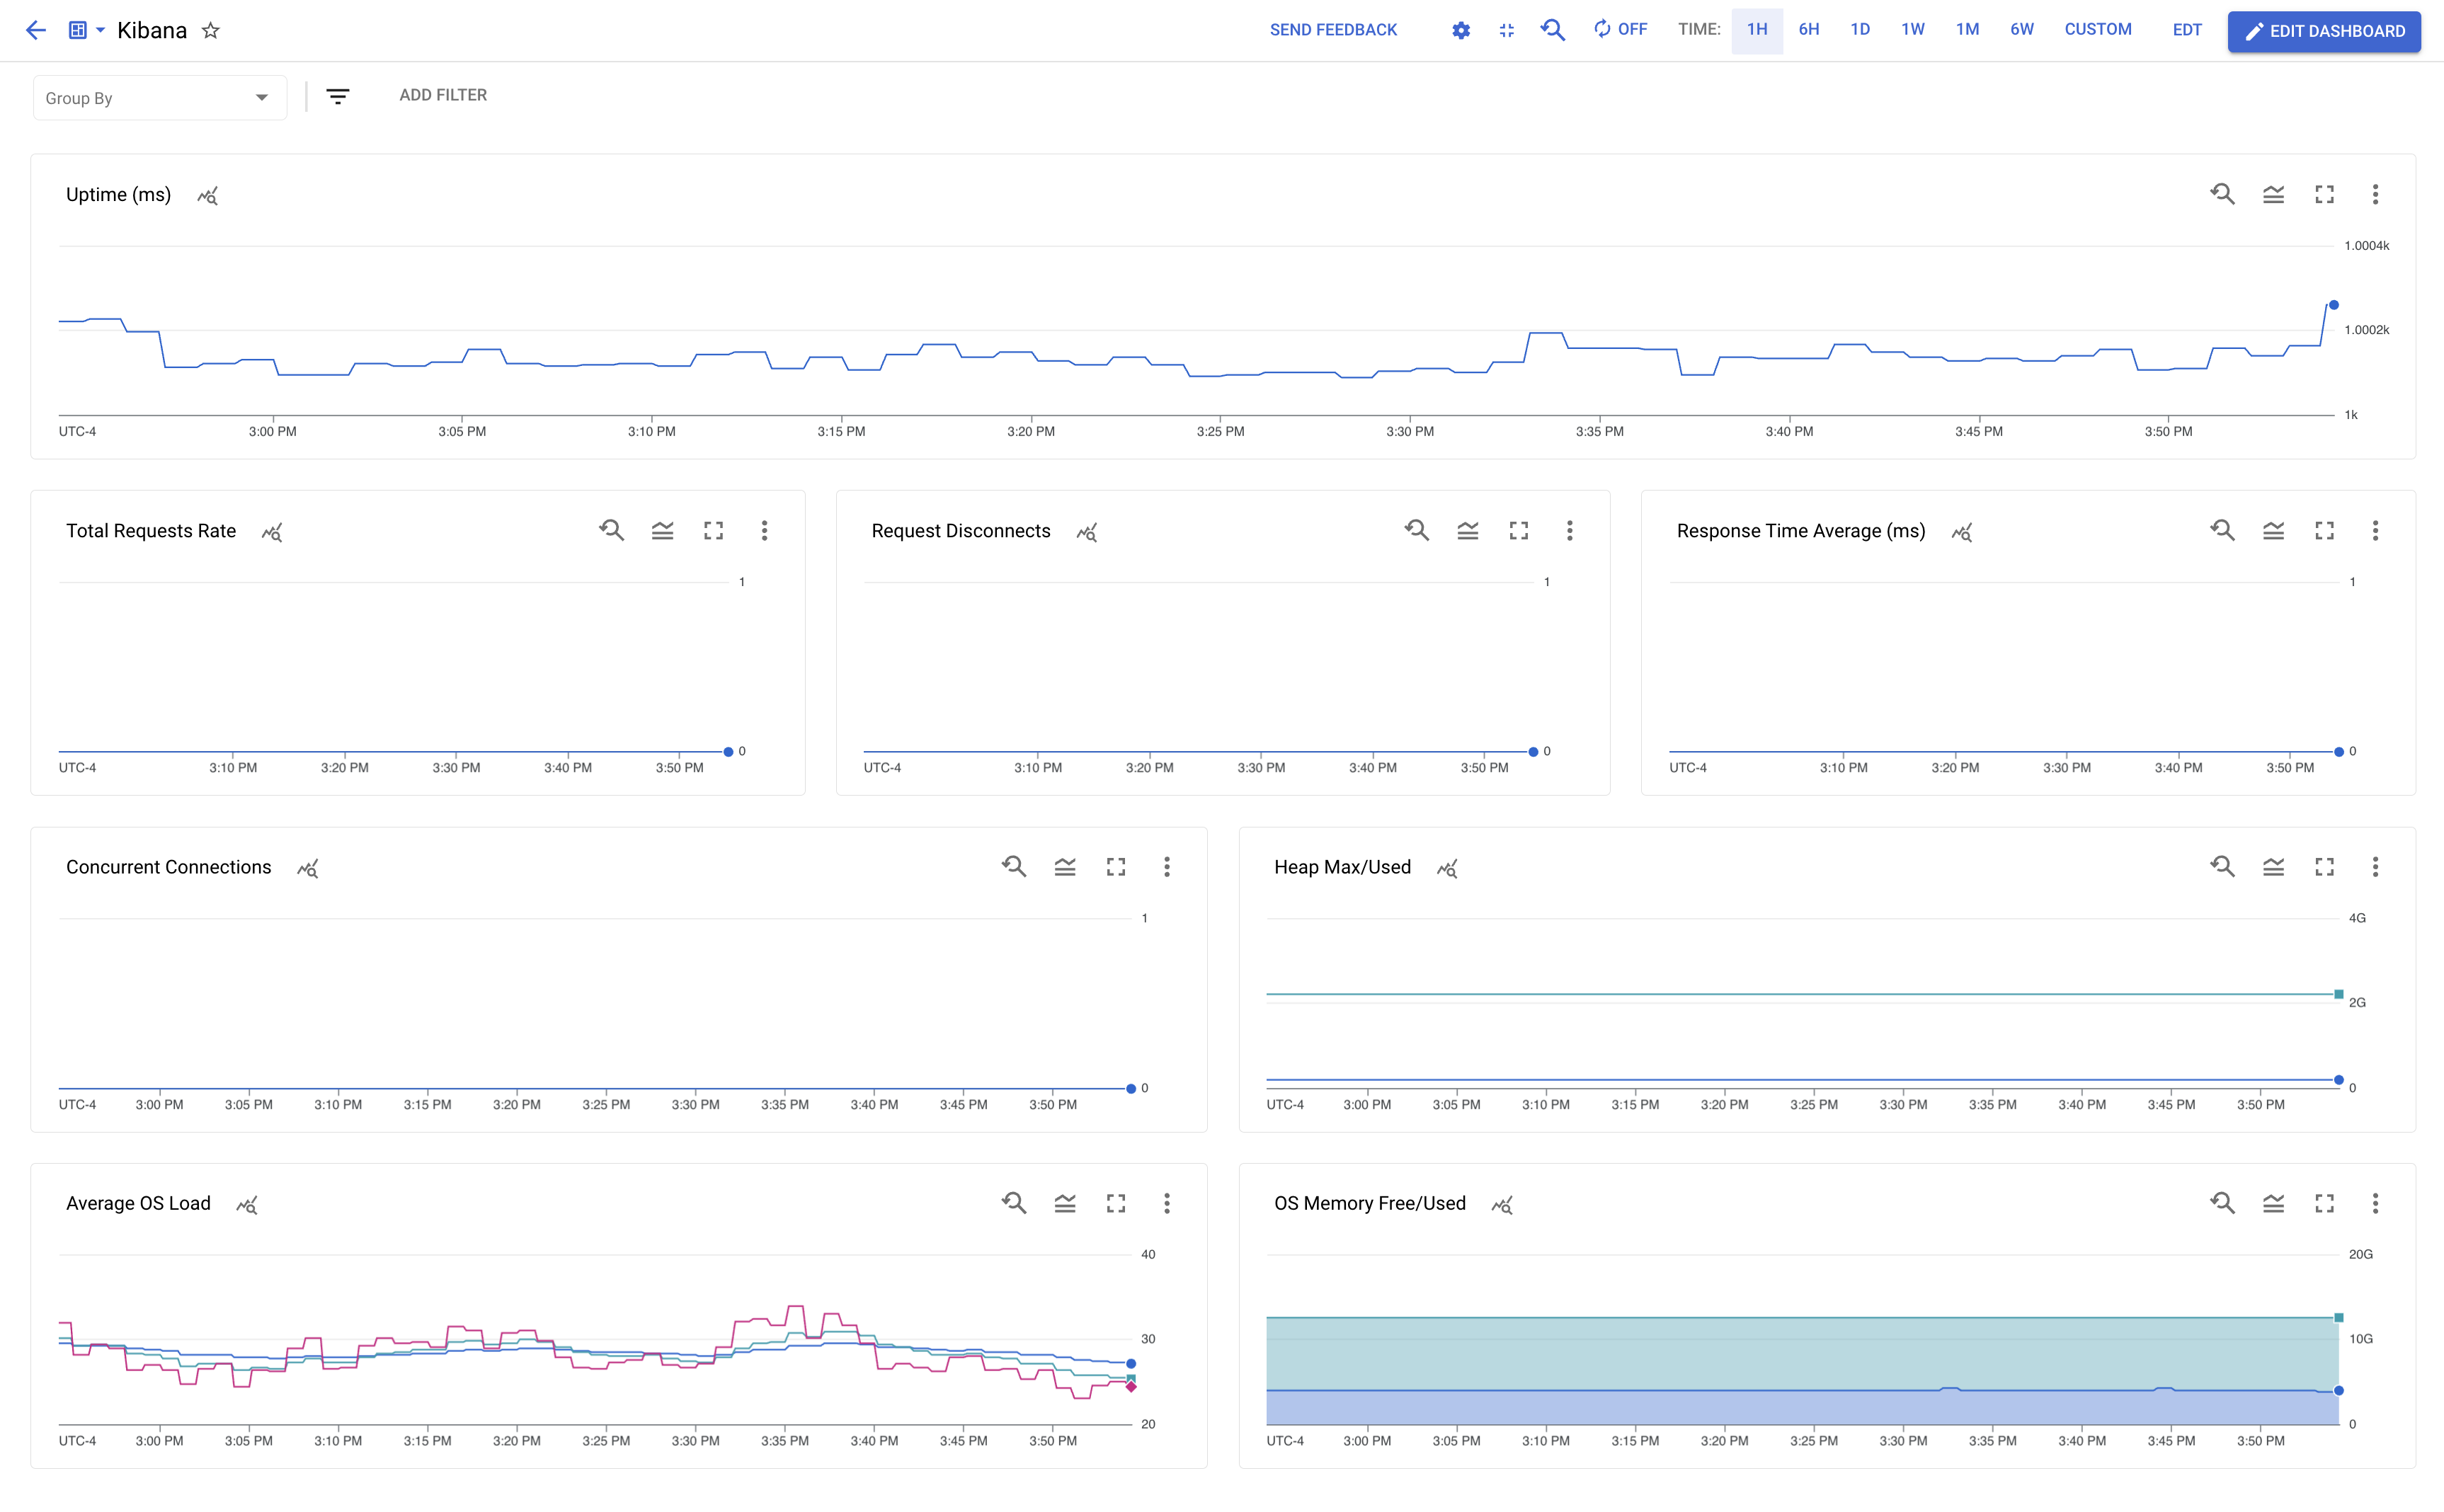 Kibana SEND FEEDBACK OFF TIME: 1H 6H 1D 1W 1M 6W CUSTOM EDT EDIT DASHBOARD
Group By ADD FILTER
Uptime (ms)
1.0004k
1.0002k
1k
UTC-4 3:00 PM 3:05 PM 3:10 PM 3:15 PM 3:20 PM 3:25 PM 3:30 PM 3:35 PM 3:40 PM 3:45 PM 3:50 PM
Total Requests Rate
1
0
UTC-4 3:10 PM 3:20 PM 3:30 PM 3:40 PM 3:50 PM
Request Disconnects
1
0
UTC-4 3:10 PM 3:20 PM 3:30 PM 3:40 PM 3:50 PM
Response Time Average (ms)
1
0
UTC-4 3:10 PM 3:20 PM 3:30 PM 3:40 PM 3:50 PM
Concurrent Connections
1
0
UTC-4 3:00 PM 3:05 PM 3:10 PM 3:15 PM 3:20 PM 3:25 PM 3:30 PM 3:35 PM 3:40 PM 3:45 PM 3:50 PM
Heap Max/Used
4G
2G
0
UTC-4 3:00 PM 3:05 PM 3:10 PM 3:15 PM 3:20 PM 3:25 PM 3:30 PM 3:35 PM 3:40 PM 3:45 PM 3:50 PM
Average OS Load
40
30
20
UTC-4 3:00 PM 3:05 PM 3:10 PM 3:15 PM 3:20 PM 3:25 PM 3:30 PM 3:35 PM 3:40 PM 3:45 PM 3:50 PM
OS Memory Free/Used
20G
10G
0
UTC-4 3:00 PM 3:05 PM 3:10 PM 3:15 PM 3:20 PM 3:25 PM 3:30 PM 3:35 PM 3:40 PM 3:45 PM 3:50 PM